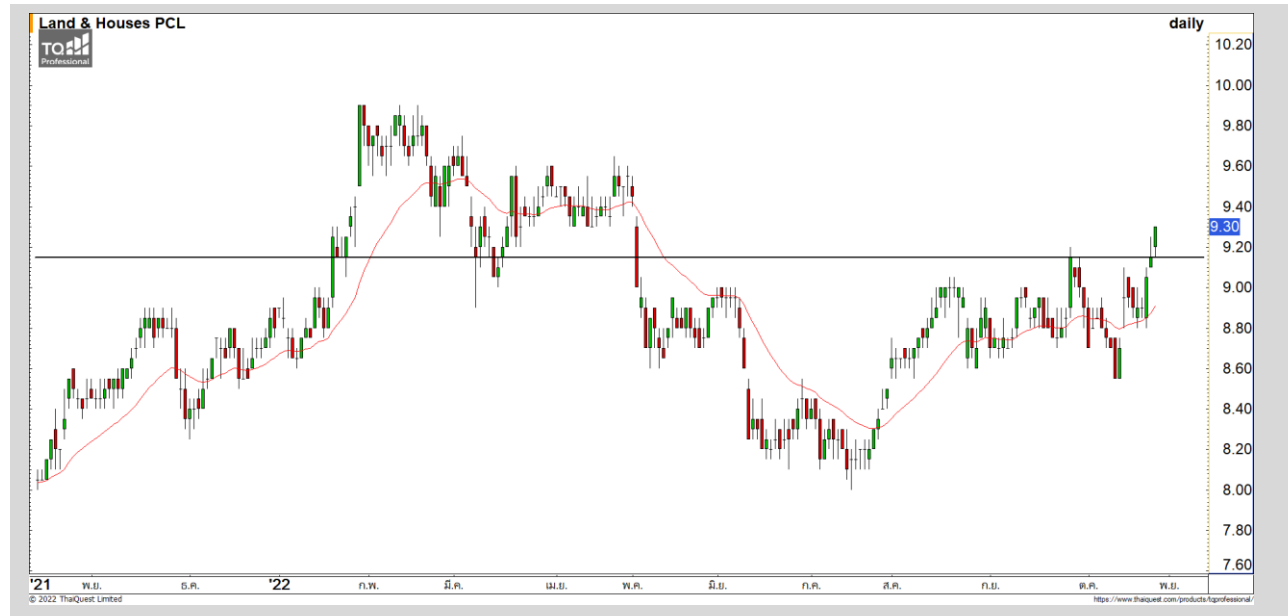 Land & Houses PCL
daily
TQ
Professional
10.20
10.00
9.80
9.60
9.40
9.30
9.20
9.00
8.80
8.60
8.40
8.20
8.00
7.80
7.60
'21 พ.ย. ธ.ค. '22 ก.พ. มี.ค. เม.ย. พ.ค. มิ.ย. ก.ค. ส.ค. ก.ย. ต.ค. พ.ย.
© 2022 ThaiQuest Limited
https://www.thaiquest.com/products/tqprofessional/